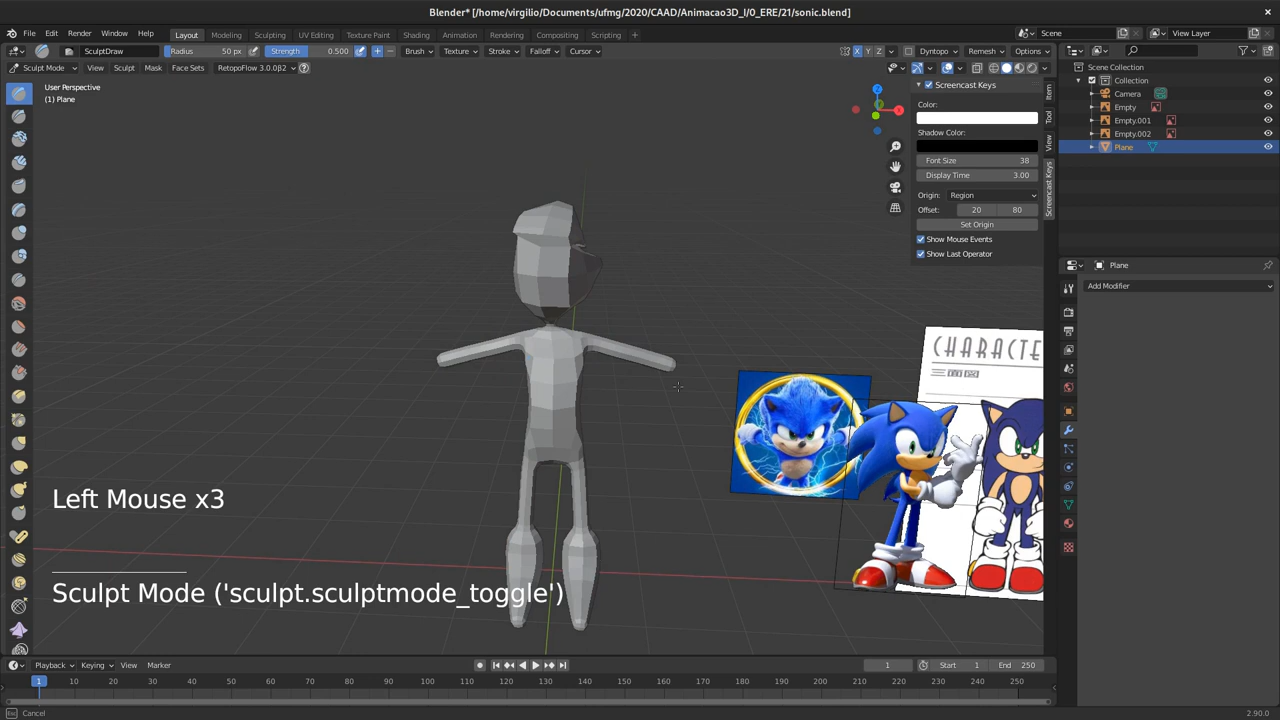 Blender* [/home/virgilio/Documents/ufmg/2020/CAAD/Animacao3D_I/0_ERE/21/sonic.blend]
File Edit Render Window Help Layout Modeling Sculpting UV Editing Texture Paint Shading Animation Rendering Compositing Scripting + Scene View Layer
SculptDraw Radius 50 px Strength 0.500 Brush Texture Stroke Falloff Cursor X Y Z Dyntopo Remesh Options
Sculpt Mode View Sculpt Mask Face Sets RetopoFlow 3.0.0β2
User Perspective
(1) Plane
Z
X
Screencast Keys
Color:
Shadow Color:
Font Size 38
Display Time 3.00
Origin: Region
Offset: 20 80
Set Origin
Show Mouse Events
Show Last Operator
Item
Tool
View
Screencast Keys
Scene Collection
Collection
Camera
Empty
Empty.001
Empty.002
Plane
Plane
Add Modifier
CHARACTE
Left Mouse x3
Sculpt Mode ('sculpt.sculptmode_toggle')
Playback Keying View Marker 1 Start 1 End 250
1 10 20 30 40 50 60 70 80 90 100 110 120 130 140 150 160 170 180 190 200 210 220 230 240 250
Esc Cancel 2.90.0